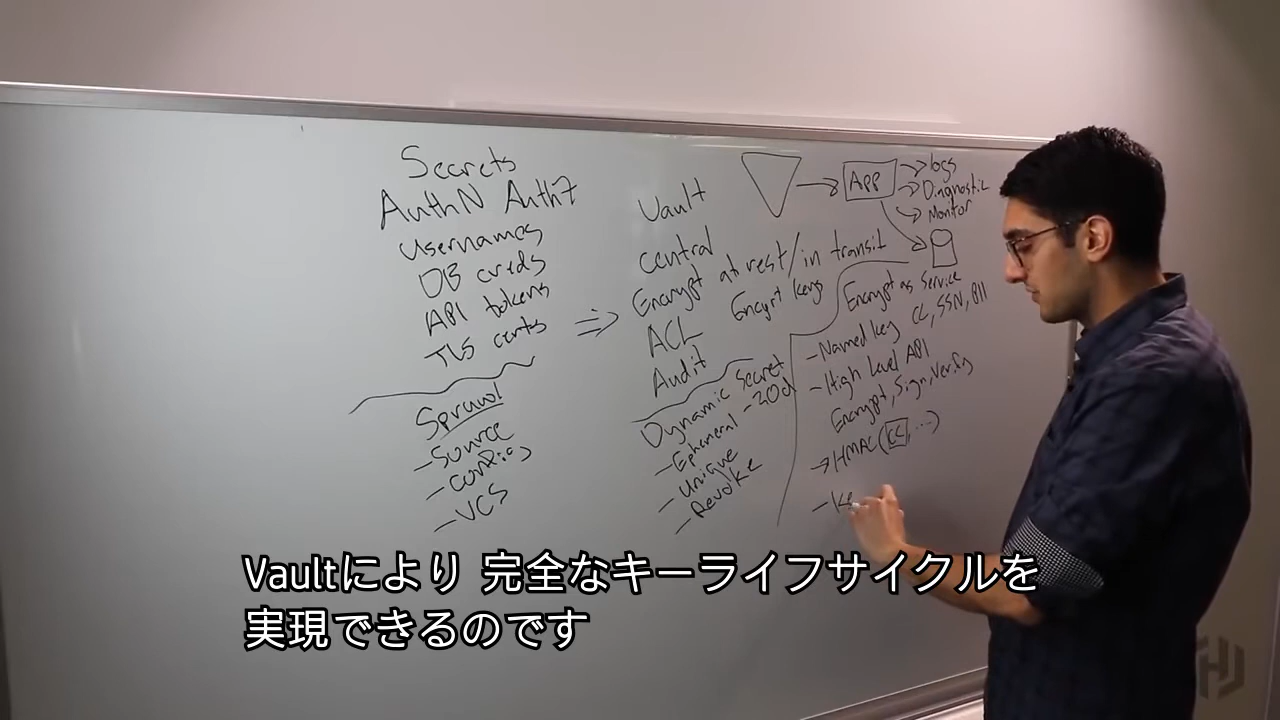 Secrets
AuthN AuthZ
Usernames
DB creds
API tokens
TLS certs
Sprawl
- Source
- Config
- VCS
Vault
central
Encrypt at rest/in transit
Encyrt keys
ACL
Audit
Dynamic Secret
- Ephemeral - 30d
- Unique
- Revoke
APP
logs
Diagnostic
Monitor
Encrypt as Service
- Named key CC, SSN, PII
- High Level API
Encrypt, Sign, Verify
→ HMAC (CC, ...)
- Ke
Vaultにより 完全なキーライフサイクルを
実現できるのです